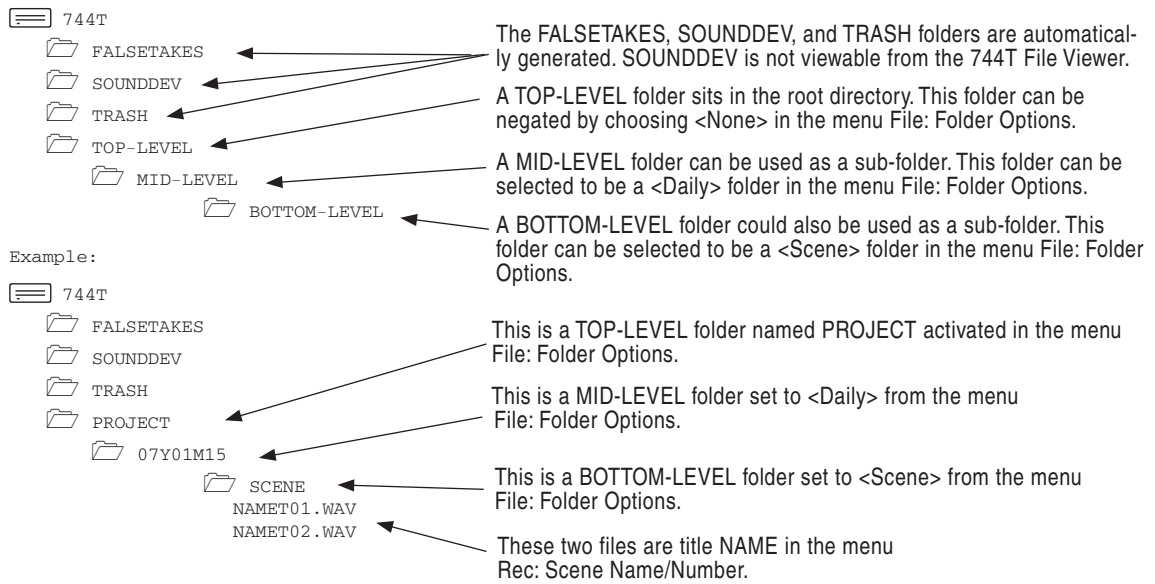 744T
FALSETAKES
SOUNDDEV
TRASH
TOP-LEVEL
MID-LEVEL
BOTTOM-LEVEL
The FALSETAKES, SOUNDDEV, and TRASH folders are automatical-
ly generated. SOUNDDEV is not viewable from the 744T File Viewer.
A TOP-LEVEL folder sits in the root directory. This folder can be
negated by choosing <None> in the menu File: Folder Options.
A MID-LEVEL folder can be used as a sub-folder. This folder can be
selected to be a <Daily> folder in the menu File: Folder Options.
A BOTTOM-LEVEL folder could also be used as a sub-folder. This
folder can be selected to be a <Scene> folder in the menu File: Folder
Options.
Example:
744T
FALSETAKES
SOUNDDEV
TRASH
PROJECT
07Y01M15
SCENE
NAMET01.WAV
NAMET02.WAV
This is a TOP-LEVEL folder named PROJECT activated in the menu
File: Folder Options.
This is a MID-LEVEL folder set to <Daily> from the menu
File: Folder Options.
This is a BOTTOM-LEVEL folder set to <Scene> from the menu
File: Folder Options.
These two files are title NAME in the menu
Rec: Scene Name/Number.